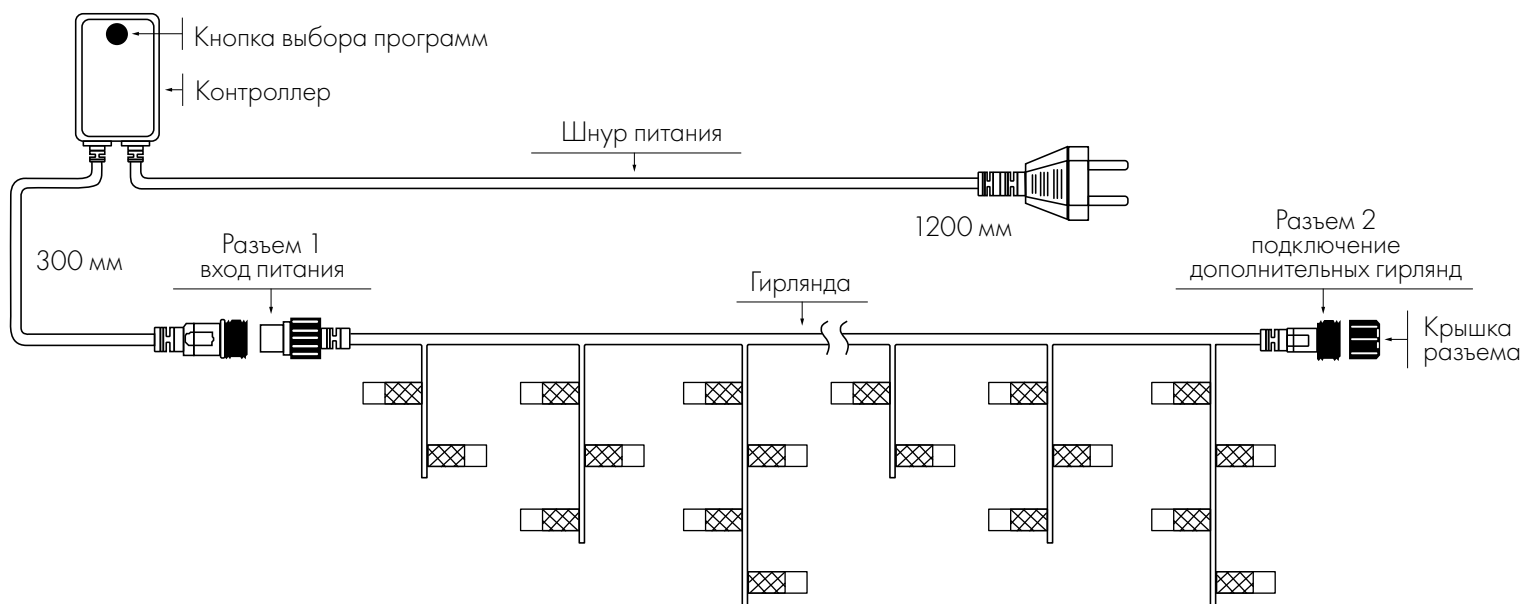 Кнопка выбора программ
Контроллер
Шнур питания
1200 мм
300 мм
Разъем 1
вход питания
Гирлянда
Разъем 2
подключение
дополнительных гирлянд
Крышка
разъема